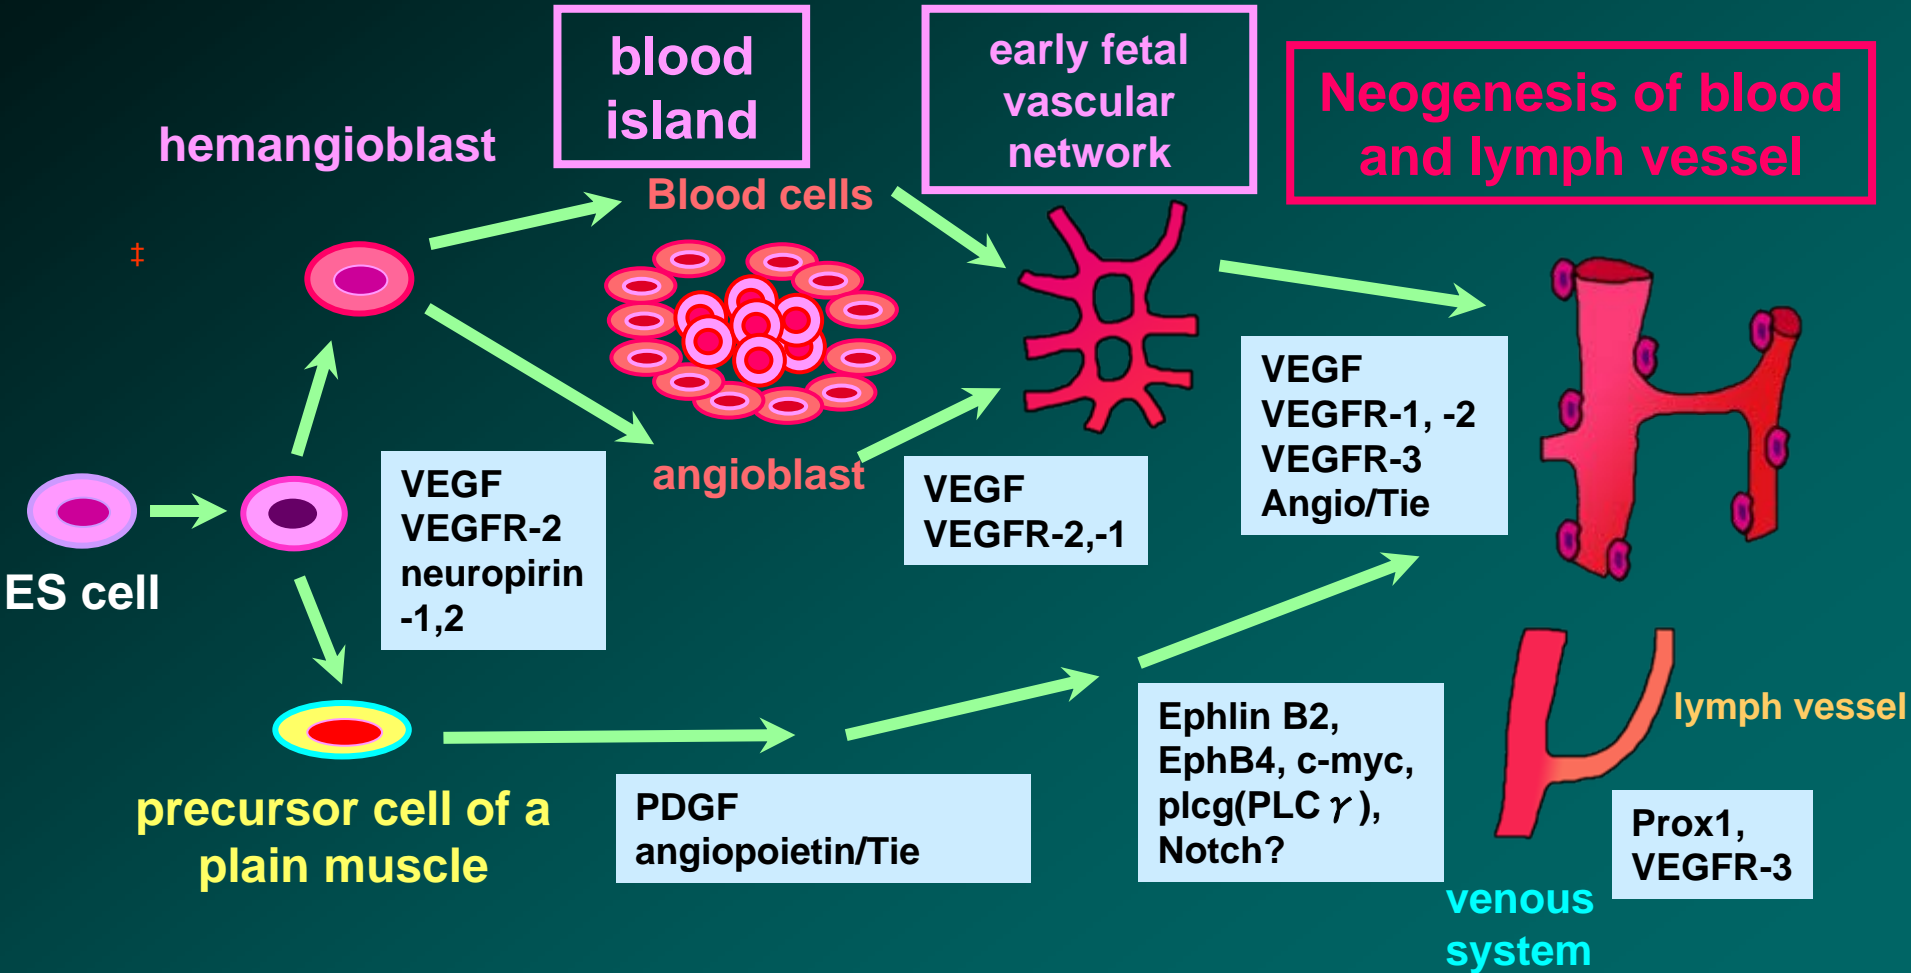 blood
island
early fetal
vascular
network
Neogenesis of blood
and lymph vessel
hemangioblast
Blood cells
‡
angioblast
VEGF
VEGFR-2
neuropirin
-1,2
VEGF
VEGFR-2,-1
VEGF
VEGFR-1, -2
VEGFR-3
Angio/Tie
ES cell
precursor cell of a
plain muscle
PDGF
angiopoietin/Tie
Ephlin B2,
EphB4, c-myc,
plcg(PLCγ),
Notch?
lymph vessel
Prox1,
VEGFR-3
venous
system